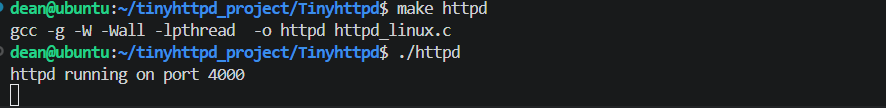 dean@ubuntu:~/tinyhttpd_project/Tinyhttpd$ make httpd
gcc -g -W -Wall -lpthread  -o httpd httpd_linux.c
dean@ubuntu:~/tinyhttpd_project/Tinyhttpd$ ./httpd
httpd running on port 4000